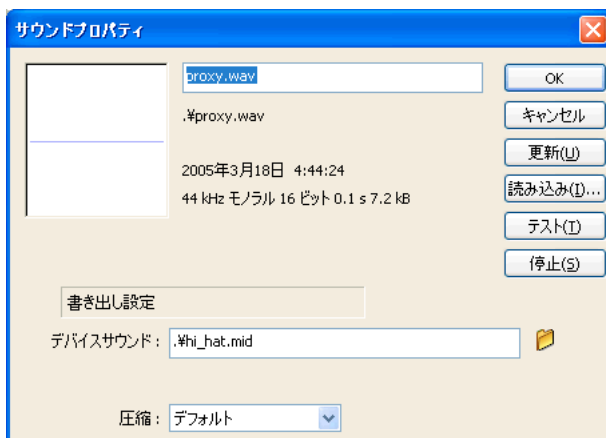 サウンドプロパティ
proxy.wav
.¥proxy.wav
2005年3月18日 4:44:24
44 kHz モノラル 16 ビット 0.1 s 7.2 kB
OK
キャンセル
更新(U)
読み込み(I)...
テスト(T)
停止(S)
書き出し設定
デバイスサウンド: .¥hi_hat.mid
圧縮: デフォルト